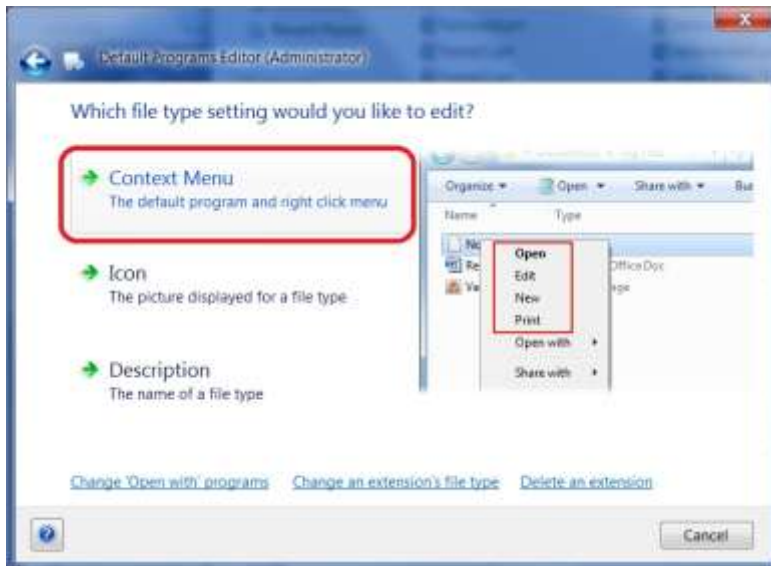 Default Programs Editor (Administrator)
Which file type setting would you like to edit?
Context Menu
The default program and right click menu
Icon
The picture displayed for a file type
Description
The name of a file type
Organize Open Share with
Name Type
Open
Edit
New
Print
Open with
Share with
Office Doc
Change 'Open with' programs Change an extension's file type Delete an extension
Cancel